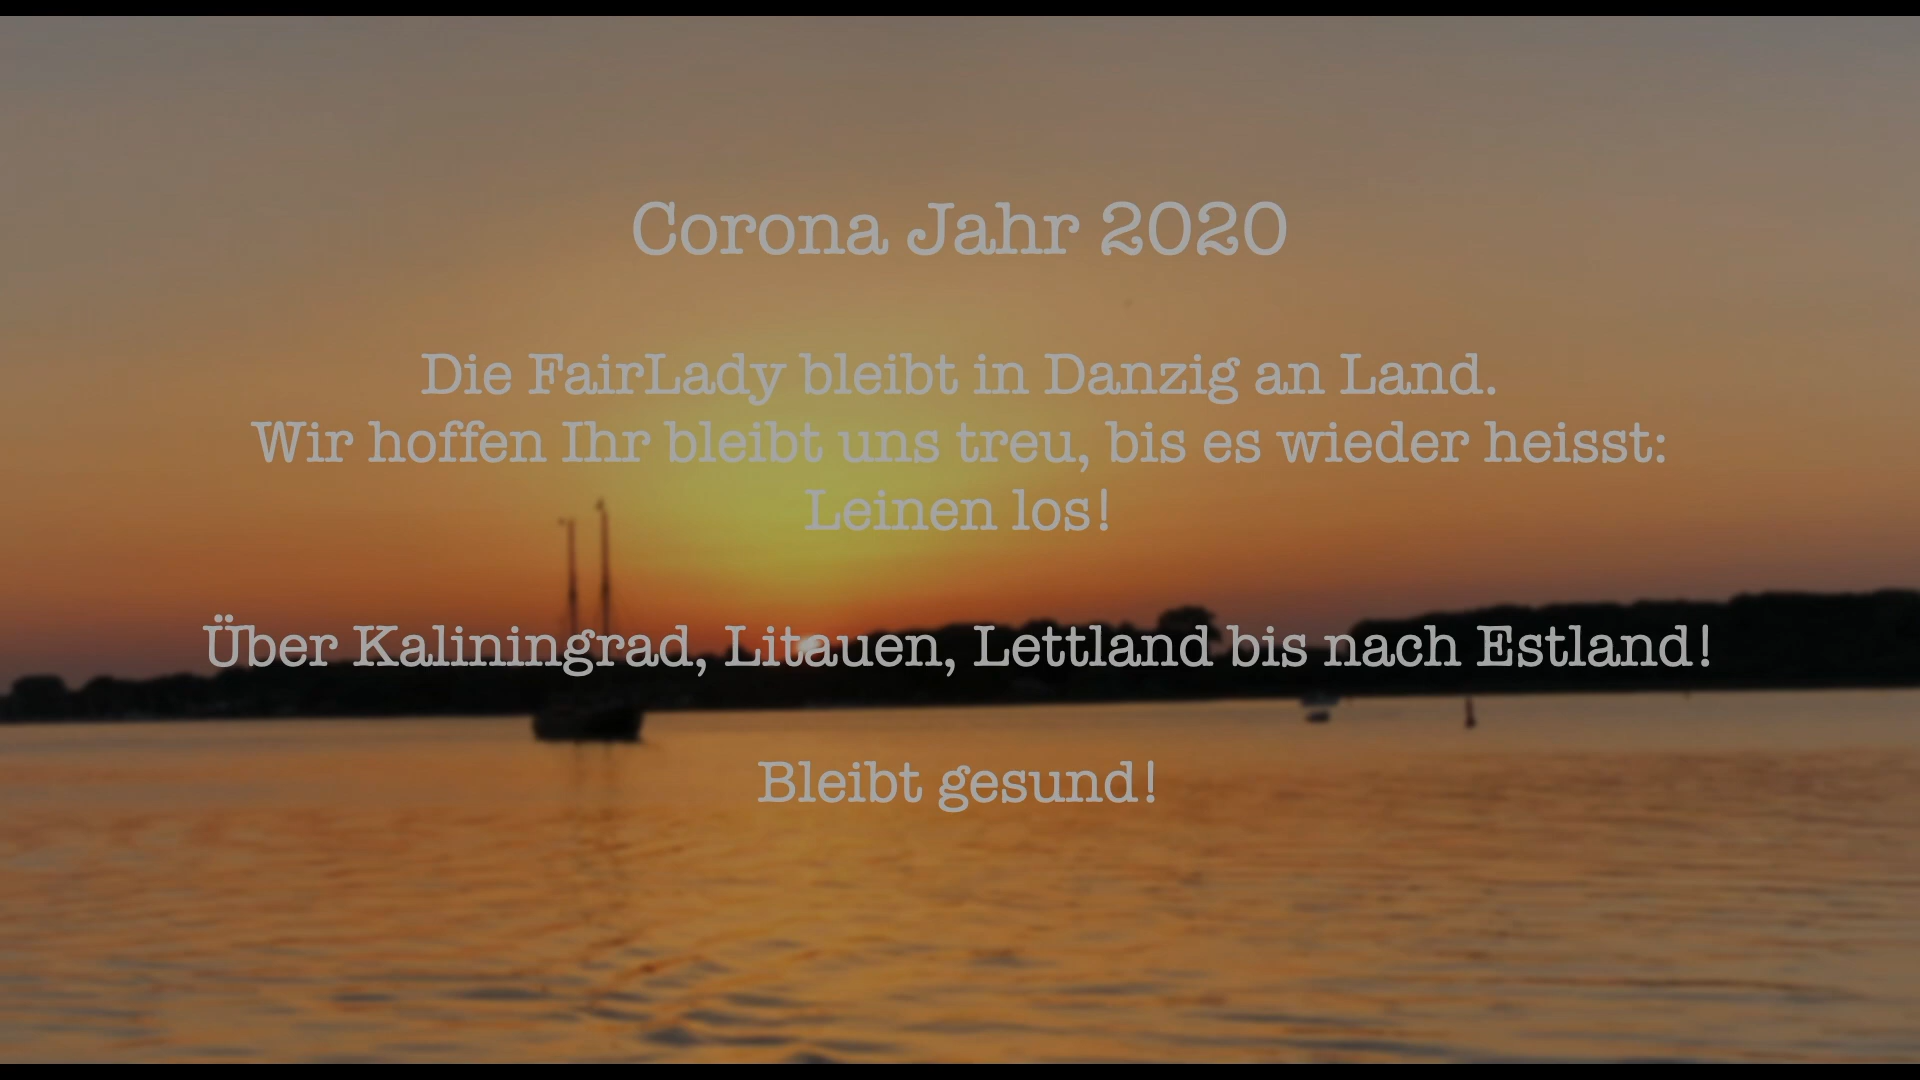 Corona Jahr 2020
Die FairLady bleibt in Danzig an Land.
Wir hoffen Ihr bleibt uns treu, bis es wieder heisst:
Leinen los!
Über Kaliningrad, Litauen, Lettland bis nach Estland!
Bleibt gesund!